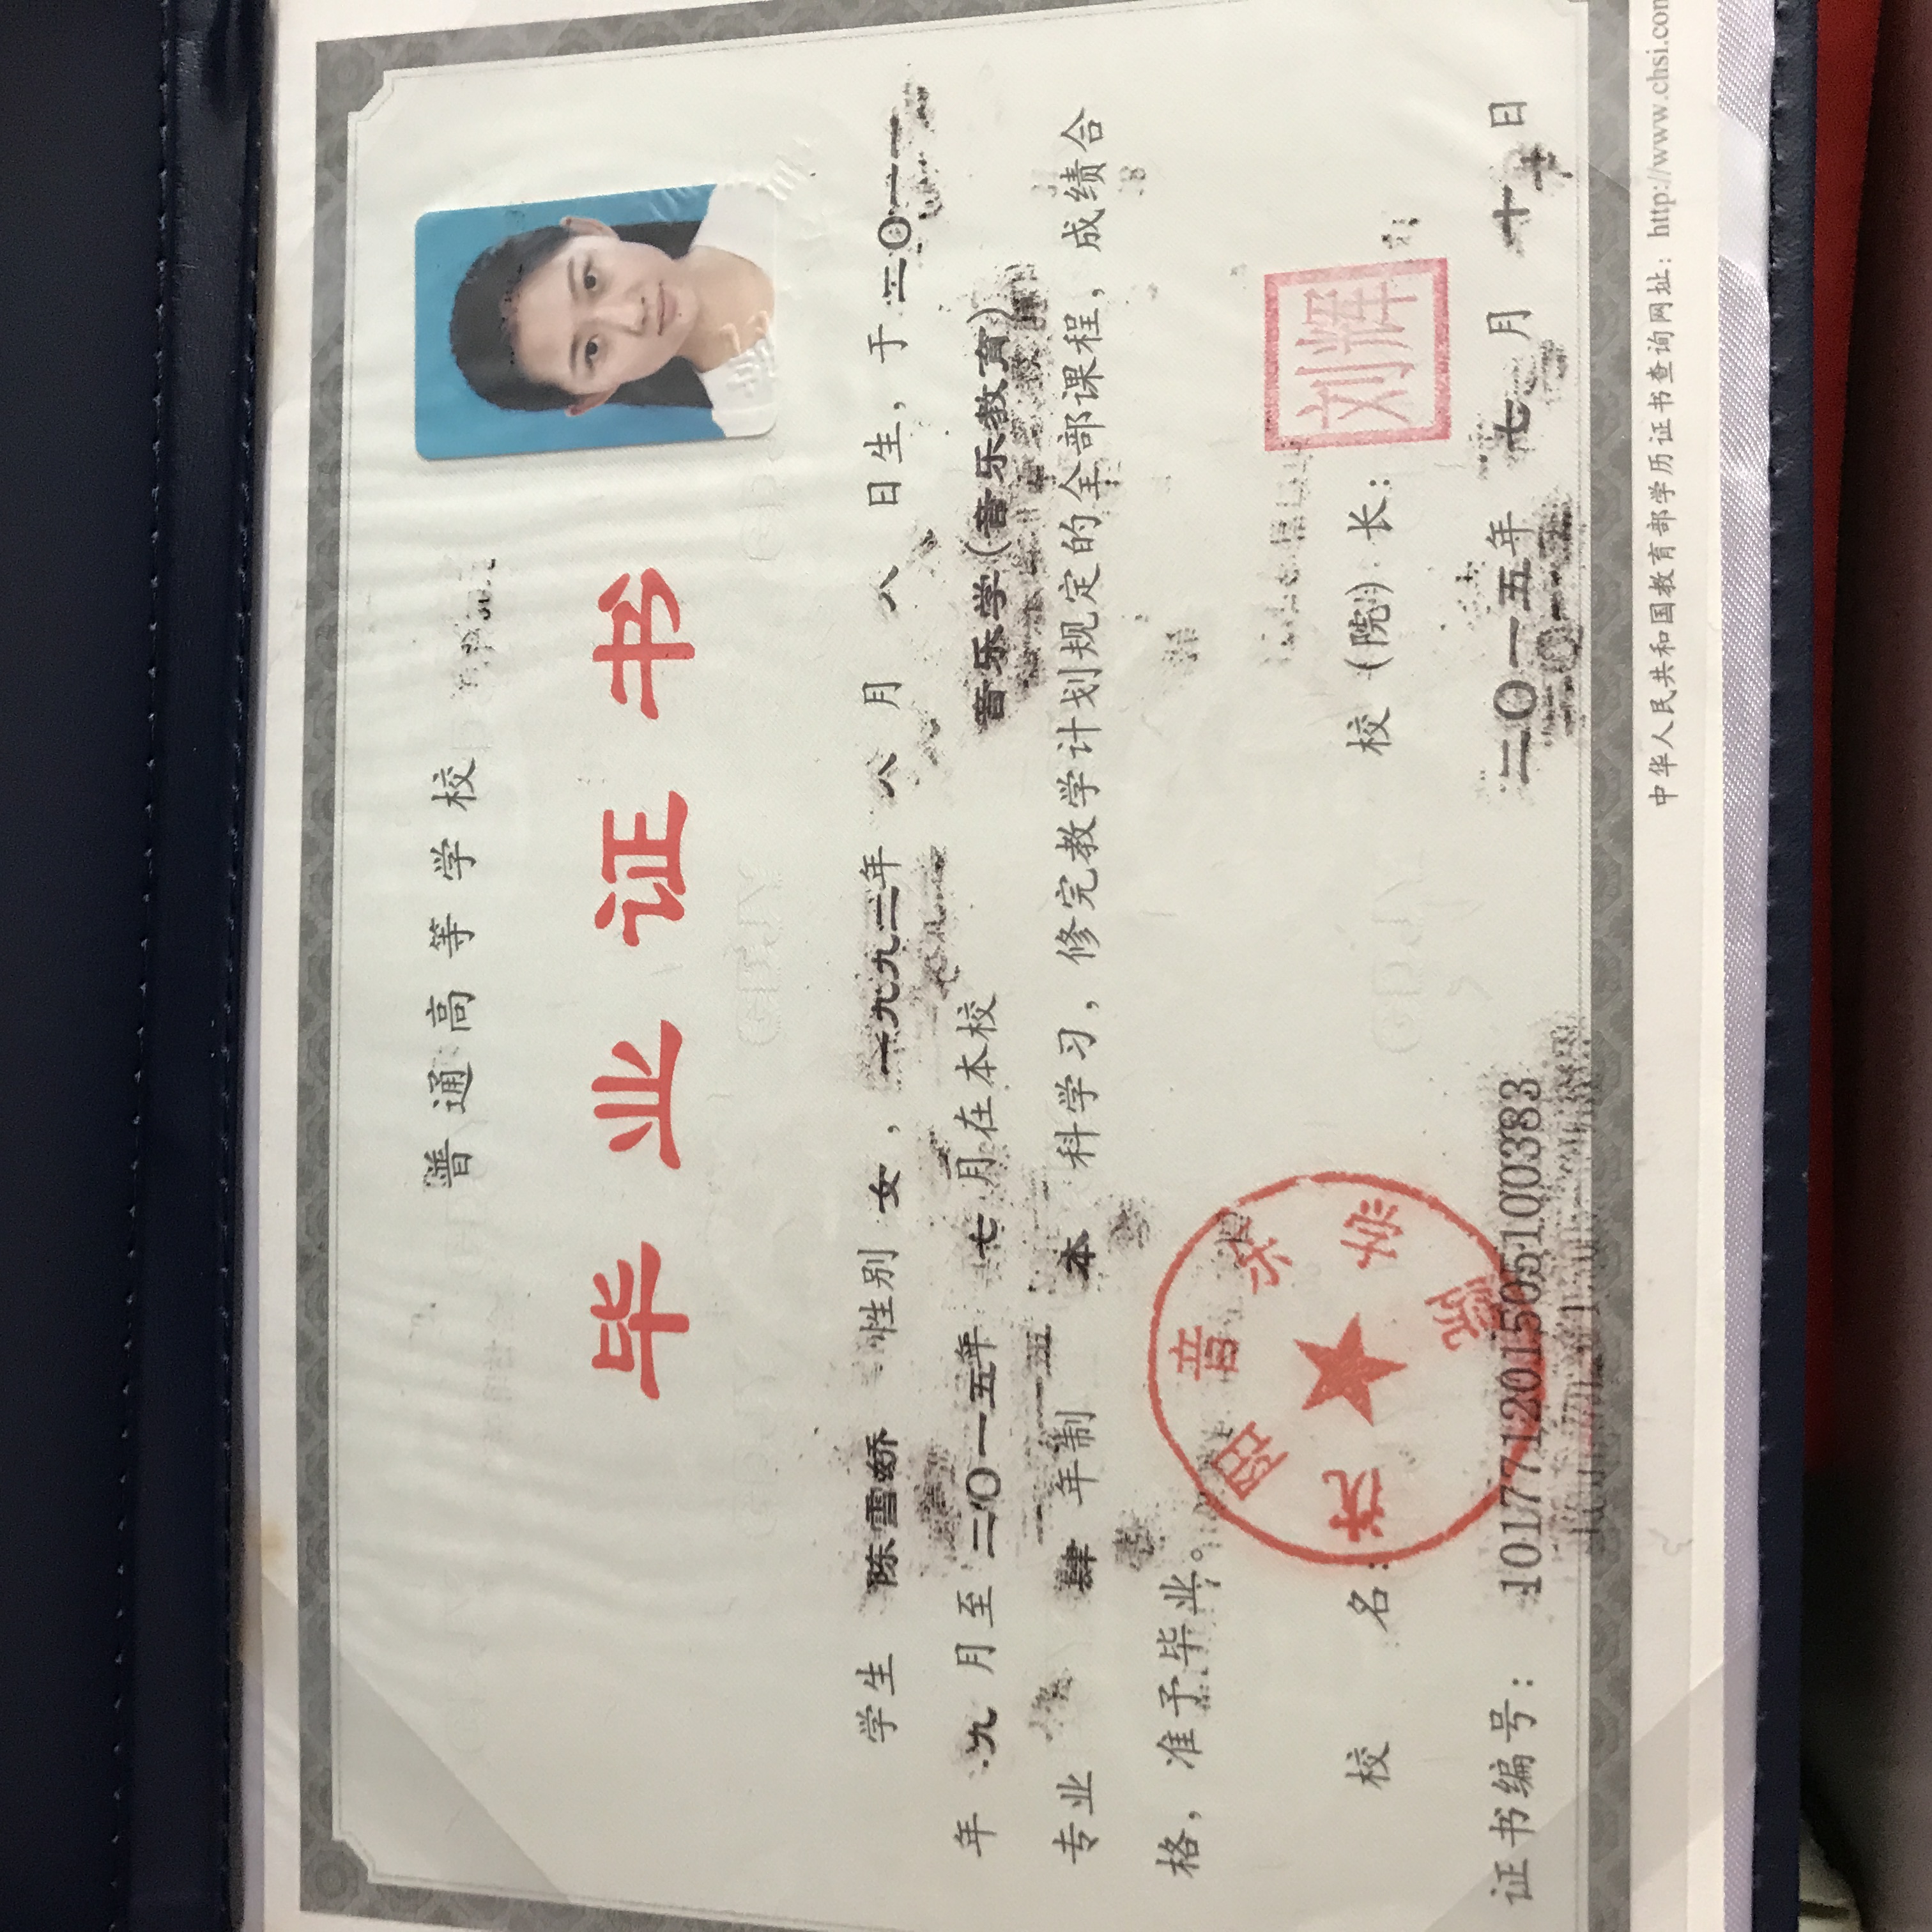 普通高等学校
毕业证书
学生 陈雪娇 性别 女，一九九二年 八 月 八 日生，于二〇一一
年 九 月至二〇一五年 七 月在本校 音乐学(音乐教育)
专业 肆 年制 本 科学习，修完教学计划规定的全部课程，成绩合
格，准予毕业。
沈阳音乐学院
校 名： 校（院）长：
刘辉
证书编号： 101771201505100383 二〇一五年 七 月 十 日
中华人民共和国教育部学历证书查询网址：http://www.chsi.com